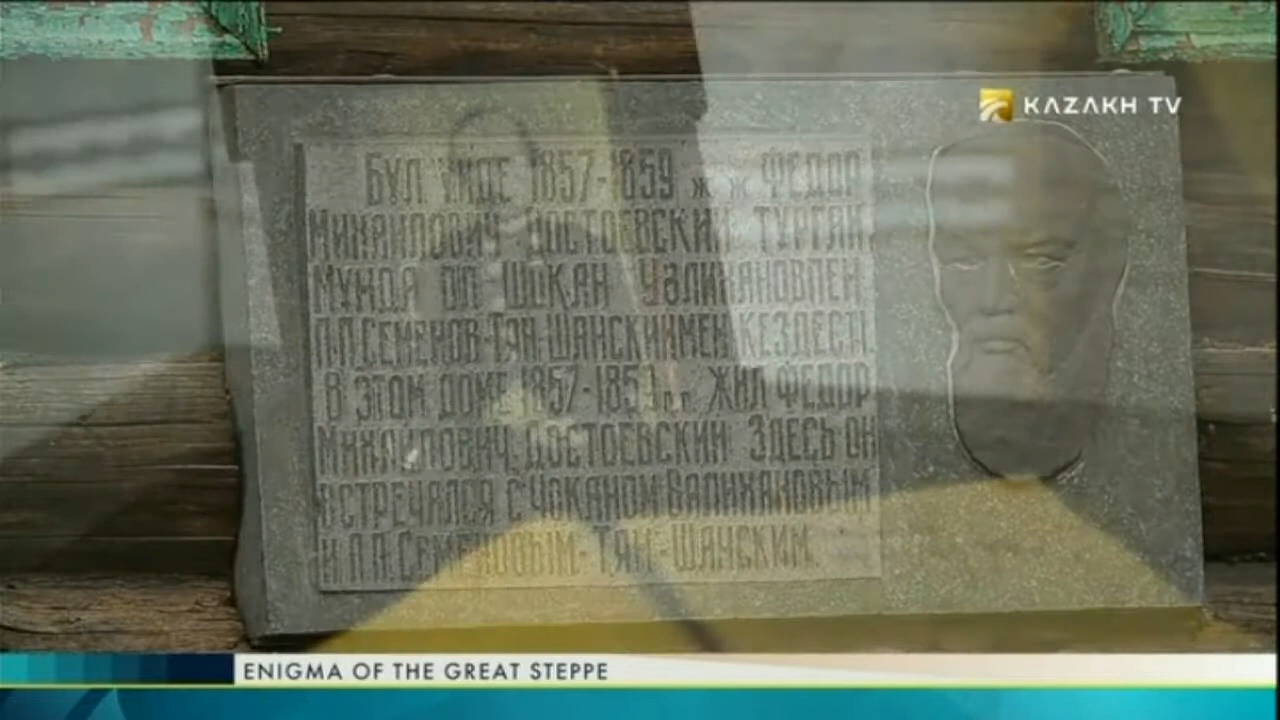 KAZAKH TV
БҰЛ ҮЙДЕ 1857-1859 ж ж ФЕДОР
МИХАЙЛОВИЧ ДОСТОЕВСКИЙ ТҰРҒАН.
МҰНДА ОЛ ШОҚАН УӘЛИХАНОВПЕН,
П.П.СЕМЕНОВ-ТЯН-ШАНСКИЙМЕН КЕЗДЕСТІ.
В ЭТОМ ДОМЕ 1857-1859 г.г. ЖИЛ ФЕДОР
МИХАЙЛОВИЧ ДОСТОЕВСКИЙ. ЗДЕСЬ ОН
ВСТРЕЧАЛСЯ С ЧОКАНОМ ВАЛИХАНОВЫМ
И П.П.СЕМЕНОВЫМ-ТЯН-ШАНСКИМ.
ENIGMA OF THE GREAT STEPPE